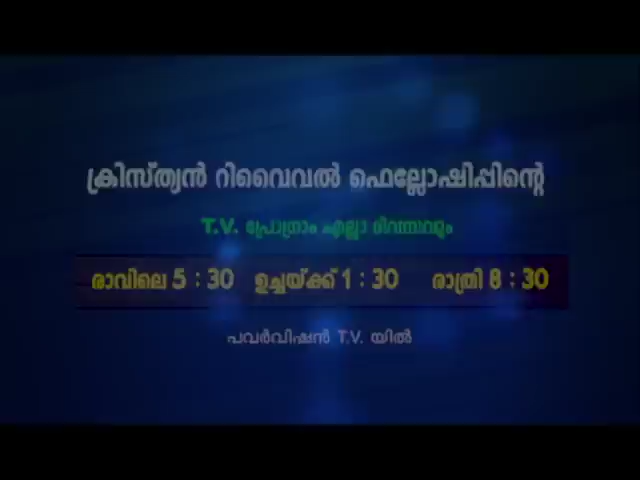 ക്രിസ്ത്യൻ റിവൈവൽ ഫെല്ലോഷിപ്പിന്റെ
T.V. പ്രോഗ്രാം എല്ലാ ദിവസവും
രാവിലെ 5 : 30 ഉച്ചയ്ക്ക് 1 : 30 രാത്രി 8 : 30
പവർവിഷൻ T.V. യിൽ